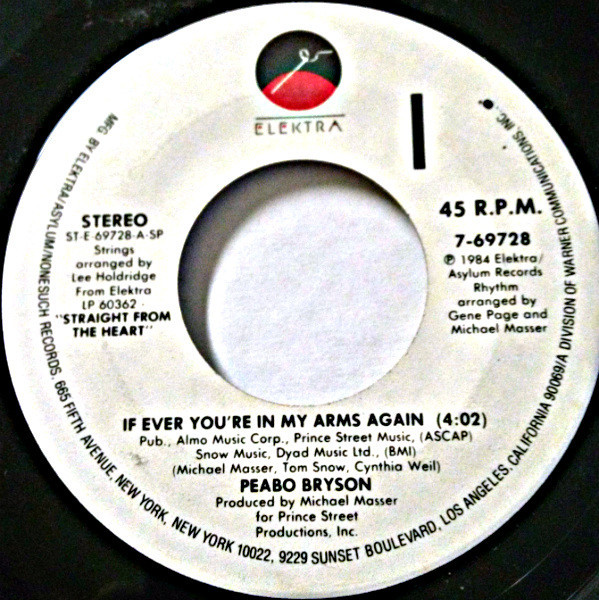 ELEKTRA
STEREO
ST-E-69728-A-SP
Strings
arranged by
Lee Holdridge
From Elektra
LP 60362
"STRAIGHT FROM
THE HEART"
45 R.P.M.
7-69728
℗ 1984 Elektra/
Asylum Records
Rhythm
arranged by
Gene Page and
Michael Masser
IF EVER YOU'RE IN MY ARMS AGAIN (4:02)
Pub., Almo Music Corp., Prince Street Music, (ASCAP)
Snow Music, Dyad Music Ltd., (BMI)
(Michael Masser, Tom Snow, Cynthia Weil)
PEABO BRYSON
Produced by Michael Masser
for Prince Street
Productions, Inc.
MFG BY ELEKTRA/ASYLUM/NONESUCH RECORDS. 665 FIFTH AVENUE, NEW YORK, NEW YORK 10022, 9229 SUNSET BOULEVARD, LOS ANGELES, CALIFORNIA 90069/A DIVISION OF WARNER COMMUNICATIONS, INC.